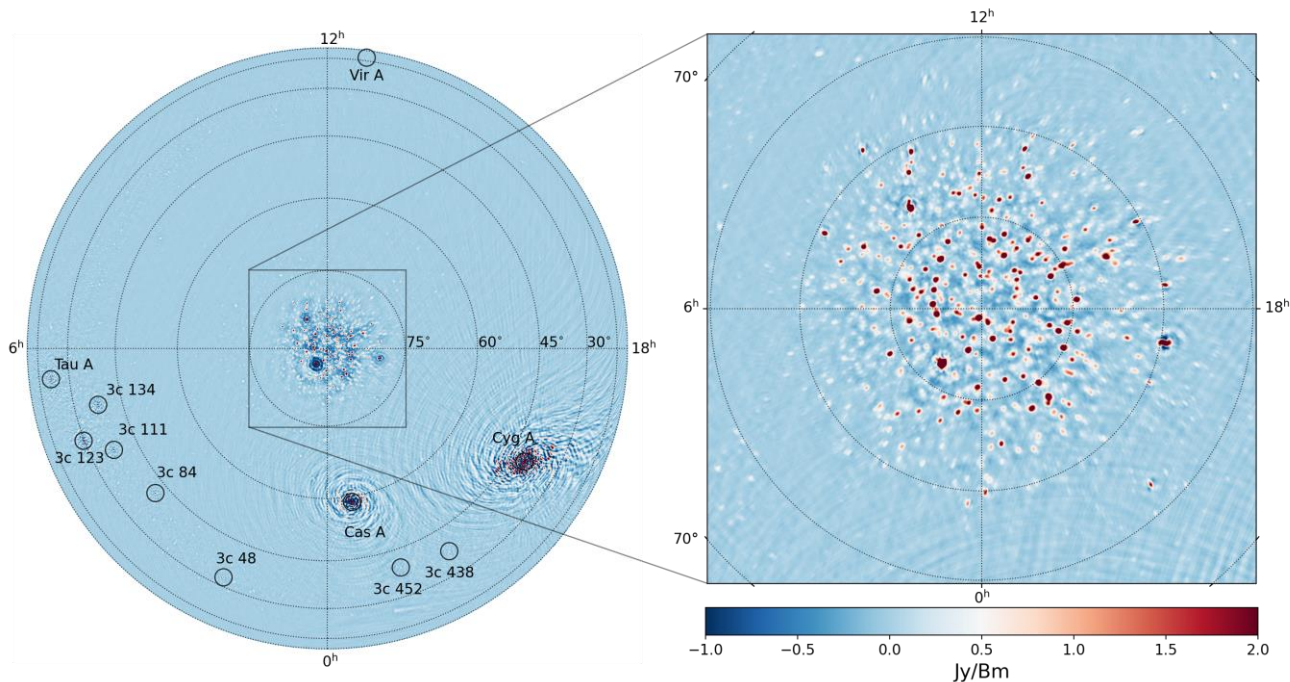 12h
Vir A
6h
75°
60°
45°
30°
18h
Tau A
3c 134
3c 111
3c 123
3c 84
Cyg A
Cas A
3c 48
3c 452
3c 438
0h
12h
70°
6h
18h
70°
0h
−1.0
−0.5
0.0
0.5
1.0
1.5
2.0
Jy/Bm